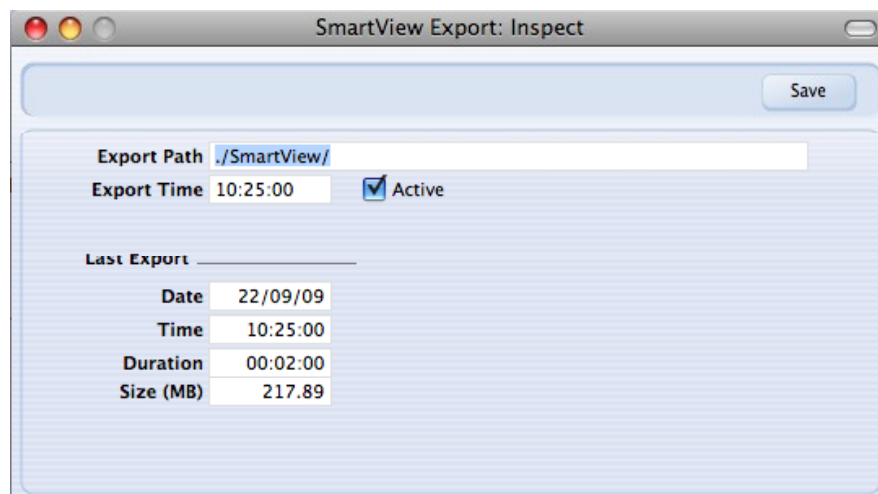 SmartView Export: Inspect
Save
Export Path ./SmartView/
Export Time 10:25:00 Active
Last Export
Date 22/09/09
Time 10:25:00
Duration 00:02:00
Size (MB) 217.89